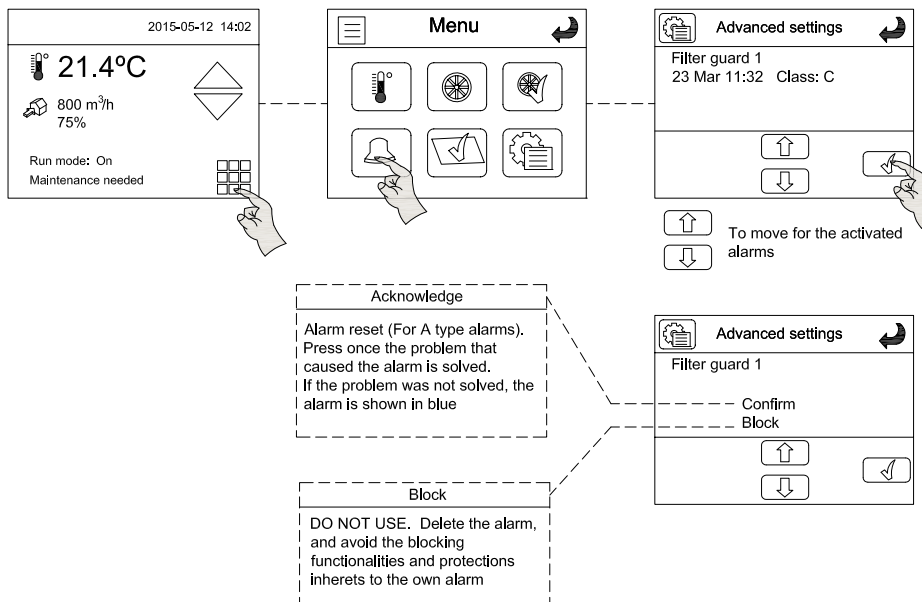 2015-05-12 14:02
21.4ºC
800 m³/h
75%
Run mode: On
Maintenance needed
Menu
Advanced settings
Filter guard 1
23 Mar 11:32 Class: C
To move for the activated
alarms
Acknowledge
Alarm reset (For A type alarms).
Press once the problem that
caused the alarm is solved.
If the problem was not solved, the
alarm is shown in blue
Advanced settings
Filter guard 1
Confirm
Block
Block
DO NOT USE. Delete the alarm,
and avoid the blocking
functionalities and protections
inherets to the own alarm